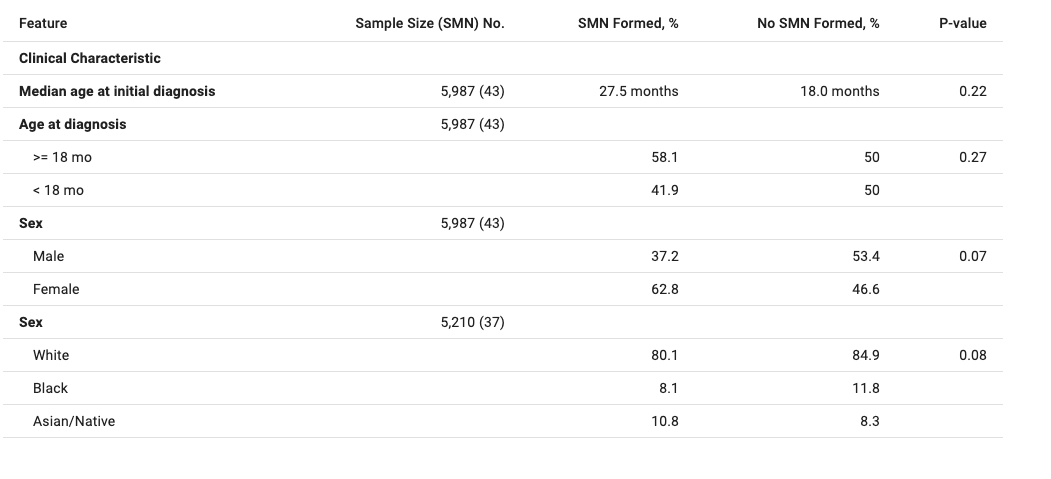 Feature Sample Size (SMN) No. SMN Formed, % No SMN Formed, % P-value
Clinical Characteristic
Median age at initial diagnosis 5,987 (43) 27.5 months 18.0 months 0.22
Age at diagnosis 5,987 (43)
>= 18 mo 58.1 50 0.27
< 18 mo 41.9 50
Sex 5,987 (43)
Male 37.2 53.4 0.07
Female 62.8 46.6
Sex 5,210 (37)
White 80.1 84.9 0.08
Black 8.1 11.8
Asian/Native 10.8 8.3